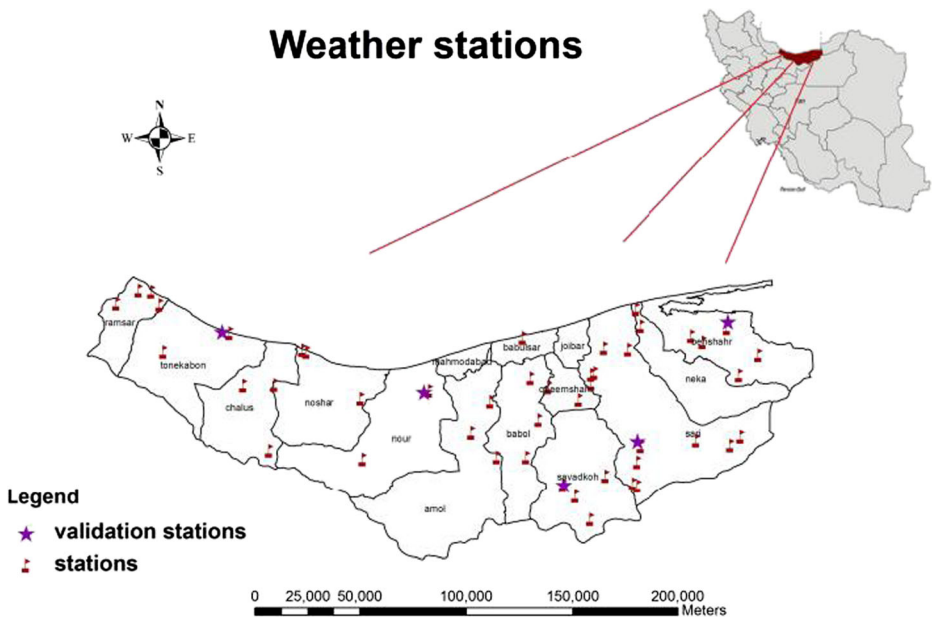 Weather stations
N
W E
S
ramsar
tonekabon
chalus
noshar
nour
mahmodabad
amol
babulsar
babol
joibar
savadkoh
sari
neka
behshahr
Legend
validation stations
stations
0 25,000 50,000 100,000 150,000 200,000
Meters